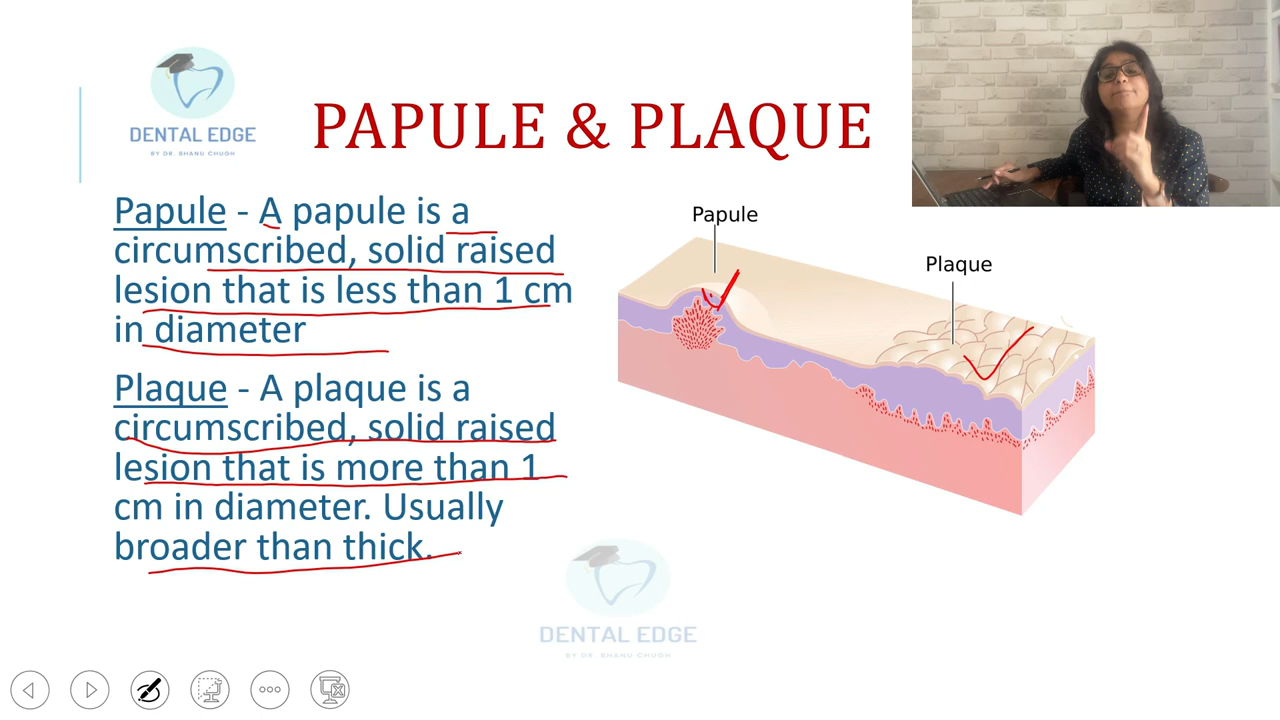 DENTAL EDGE
BY DR. BHANU CHUGH
PAPULE & PLAQUE
Papule - A papule is a
circumscribed, solid raised
lesion that is less than 1 cm
in diameter
Plaque - A plaque is a
circumscribed, solid raised
lesion that is more than 1
cm in diameter. Usually
broader than thick.
Papule
Plaque
DENTAL EDGE
BY DR. BHANU CHUGH